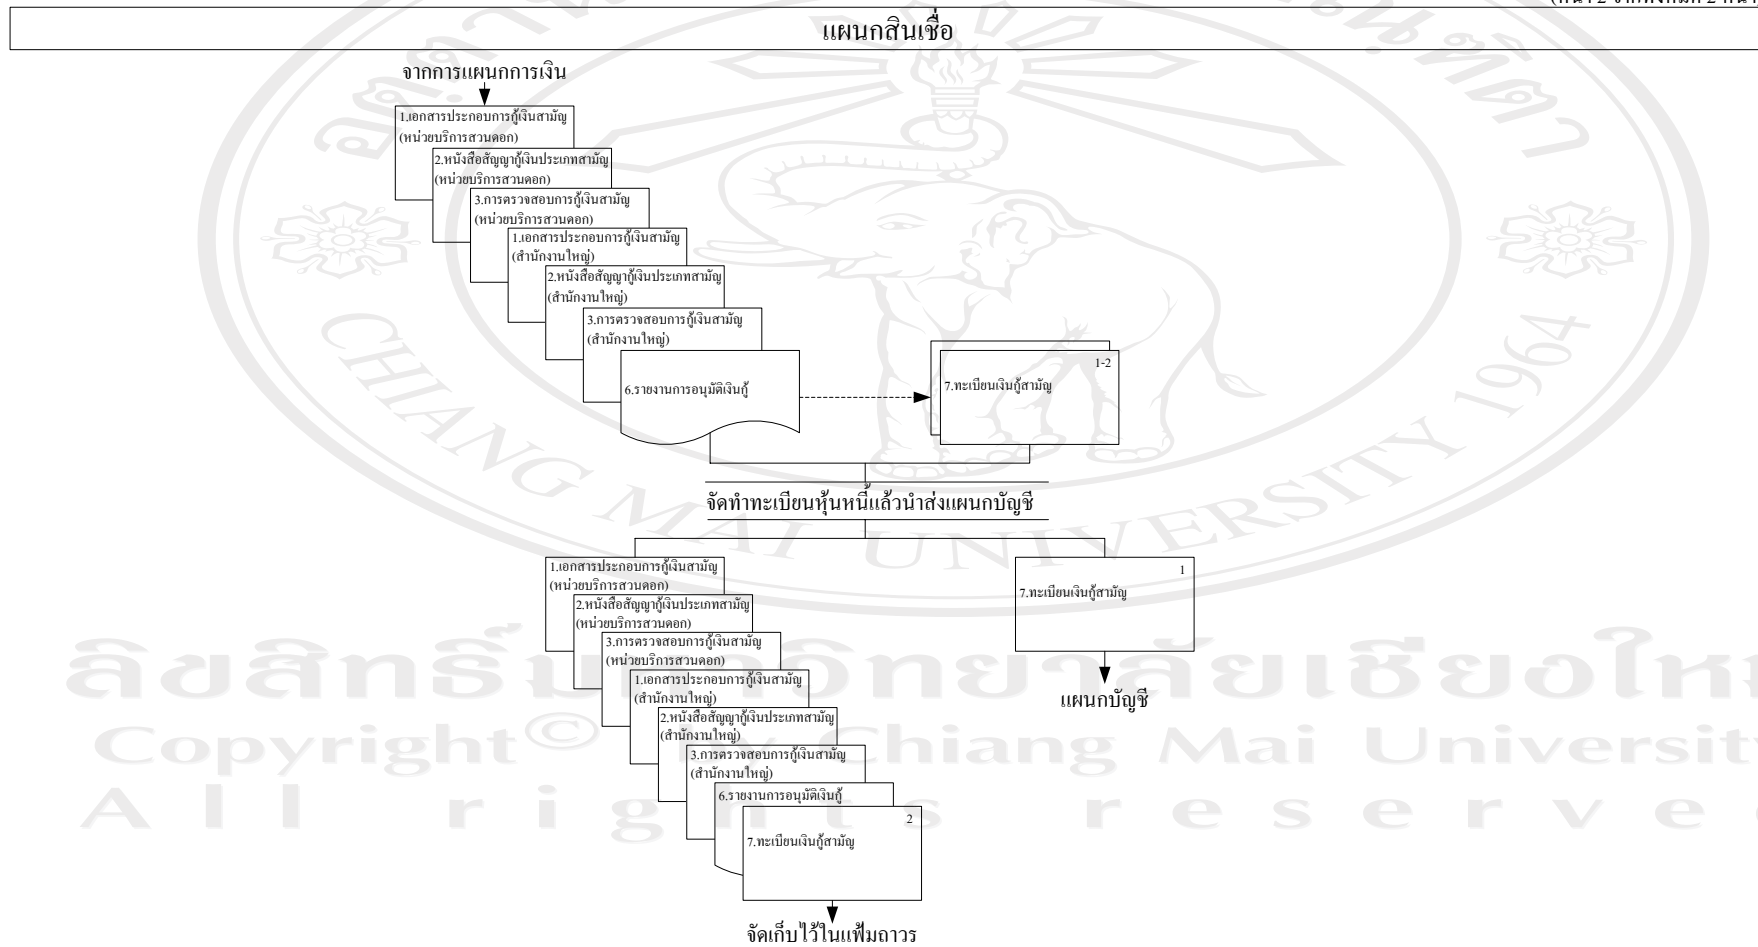 แผนกสินเชื่อ
จากการแผนกการเงิน
1.เอกสารประกอบการกู้เงินสามัญ
(หน่วยบริการสวนดอก)
2.หนังสือสัญญากู้เงินประเภทสามัญ
(หน่วยบริการสวนดอก)
3.การตรวจสอบการกู้เงินสามัญ
(หน่วยบริการสวนดอก)
1.เอกสารประกอบการกู้เงินสามัญ
(สำนักงานใหญ่)
2.หนังสือสัญญากู้เงินประเภทสามัญ
(สำนักงานใหญ่)
3.การตรวจสอบการกู้เงินสามัญ
(สำนักงานใหญ่)
6.รายงานการอนุมัติเงินกู้
1-2
7.ทะเบียนเงินกู้สามัญ
จัดทำทะเบียนหุ้นหนี้แล้วนำส่งแผนกบัญชี
1.เอกสารประกอบการกู้เงินสามัญ
(หน่วยบริการสวนดอก)
2.หนังสือสัญญากู้เงินประเภทสามัญ
(หน่วยบริการสวนดอก)
3.การตรวจสอบการกู้เงินสามัญ
(หน่วยบริการสวนดอก)
1.เอกสารประกอบการกู้เงินสามัญ
(สำนักงานใหญ่)
2.หนังสือสัญญากู้เงินประเภทสามัญ
(สำนักงานใหญ่)
3.การตรวจสอบการกู้เงินสามัญ
(สำนักงานใหญ่)
6.รายงานการอนุมัติเงินกู้
2
7.ทะเบียนเงินกู้สามัญ
จัดเก็บไว้ในแฟ้มถาวร
1
7.ทะเบียนเงินกู้สามัญ
แผนกบัญชี
CHIANG MAI UNIVERSITY 1964
Copyright© by Chiang Mai University
All rights